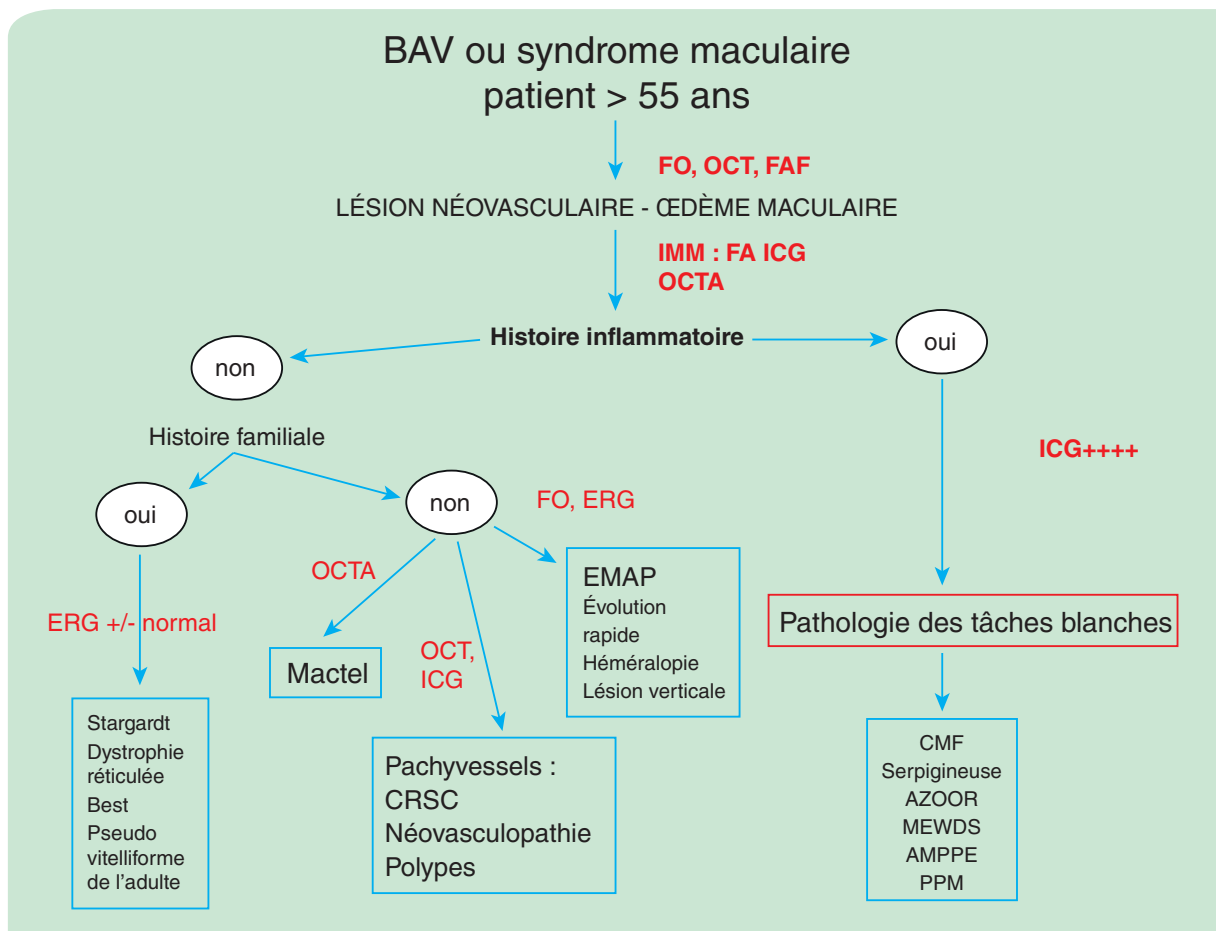 BAV ou syndrome maculaire
patient > 55 ans
FO, OCT, FAF
LÉSION NÉOVASCULAIRE - ŒDÈME MACULAIRE
IMM : FA ICG
OCTA
Histoire inflammatoire
non
oui
Histoire familiale
ICG++++
oui
non
FO, ERG
OCTA
ERG +/- normal
OCT,
ICG
EMAP
Évolution
rapide
Héméralopie
Lésion verticale
Mactel
Pathologie des tâches blanches
Stargardt
Dystrophie
réticulée
Best
Pseudo
vitelliforme
de l’adulte
Pachyvessels :
CRSC
Néovasculopathie
Polypes
CMF
Serpigineuse
AZOOR
MEWDS
AMPPE
PPM